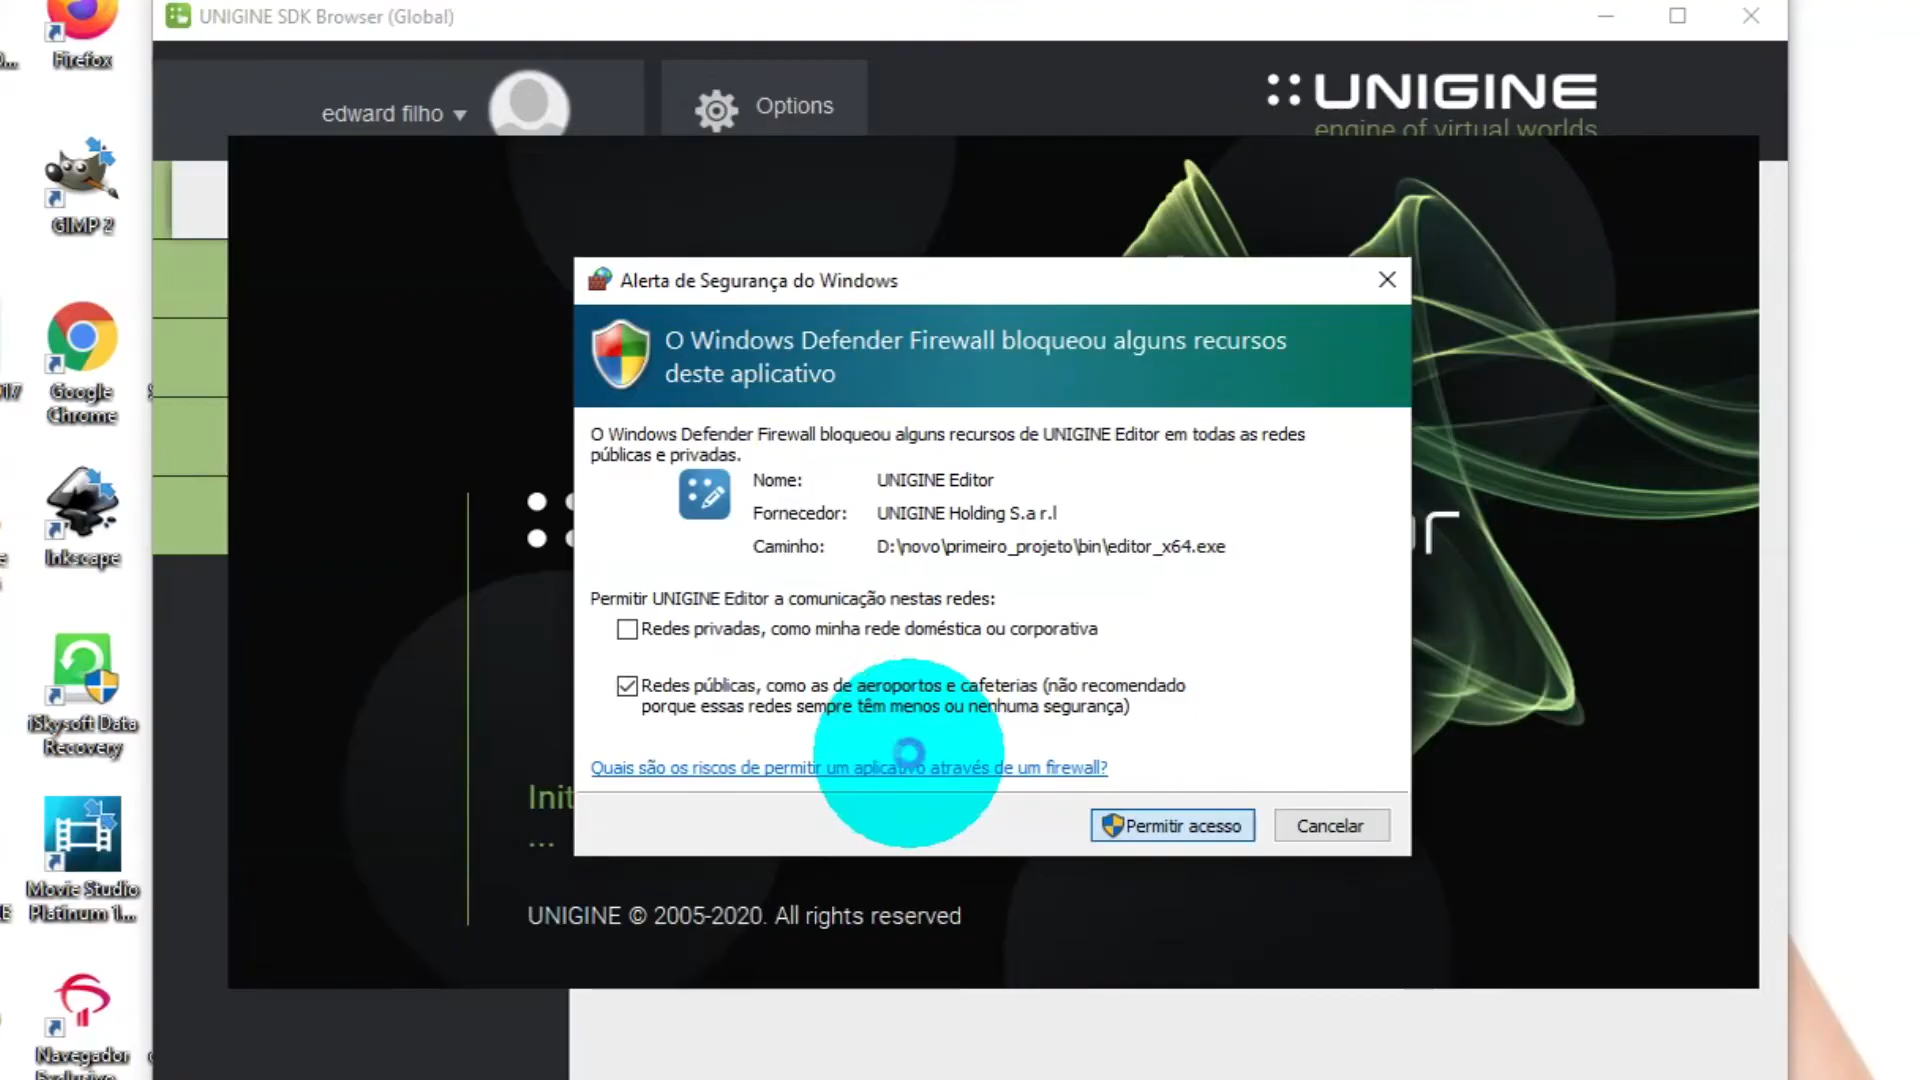 UNIGINE SDK Browser (Global)
Firefox
edward filho
Options
UNIGINE
engine of virtual worlds
GIMP 2
Alerta de Segurança do Windows
O Windows Defender Firewall bloqueou alguns recursos
deste aplicativo
Google
Chrome
O Windows Defender Firewall bloqueou alguns recursos de UNIGINE Editor em todas as redes
públicas e privadas.
Nome: UNIGINE Editor
Fornecedor: UNIGINE Holding S.a r.l
Caminho: D:\novo\primeiro_projeto\bin\editor_x64.exe
Inkscape
Permitir UNIGINE Editor a comunicação nestas redes:
Redes privadas, como minha rede doméstica ou corporativa
Redes públicas, como as de aeroportos e cafeterias (não recomendado
porque essas redes sempre têm menos ou nenhuma segurança)
iSkysoft Data
Recovery
Quais são os riscos de permitir um aplicativo através de um firewall?
Init
...
Permitir acesso
Cancelar
Movie Studio
Platinum 1...
UNIGINE © 2005-2020. All rights reserved
Navegador
Exclusivo